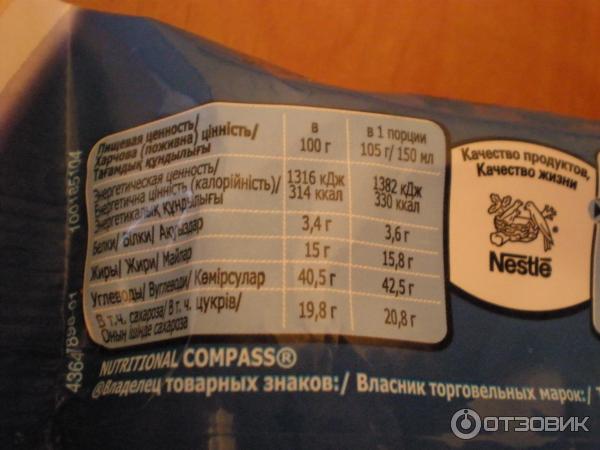 Пищевая ценность/
Харчова (поживна) цінність/
Тағамдық құндылығы
в
100 г
в 1 порции
105 г/ 150 мл
Энергетическая ценность/
Енергетична цінність (калорійність)/
Энергетикалық құндылығы
1316 кДж
314 ккал
1382 кДж
330 ккал
Белки/ Білки/ Ақуыздар
3,4 г
3,6 г
Жиры/ Жири/ Майлар
15 г
15,8 г
Углеводы/ Вуглеводи/ Көмірсулар
40,5 г
42,5 г
В т.ч. сахароза/ В т. ч. цукрів/
Оның ішінде сахароза
19,8 г
20,8 г
NUTRITIONAL COMPASS®
®Владелец товарных знаков:/ Власник торговельних марок:/
Качество продуктов,
Качество жизни
Nestlé
ОТЗОВИК